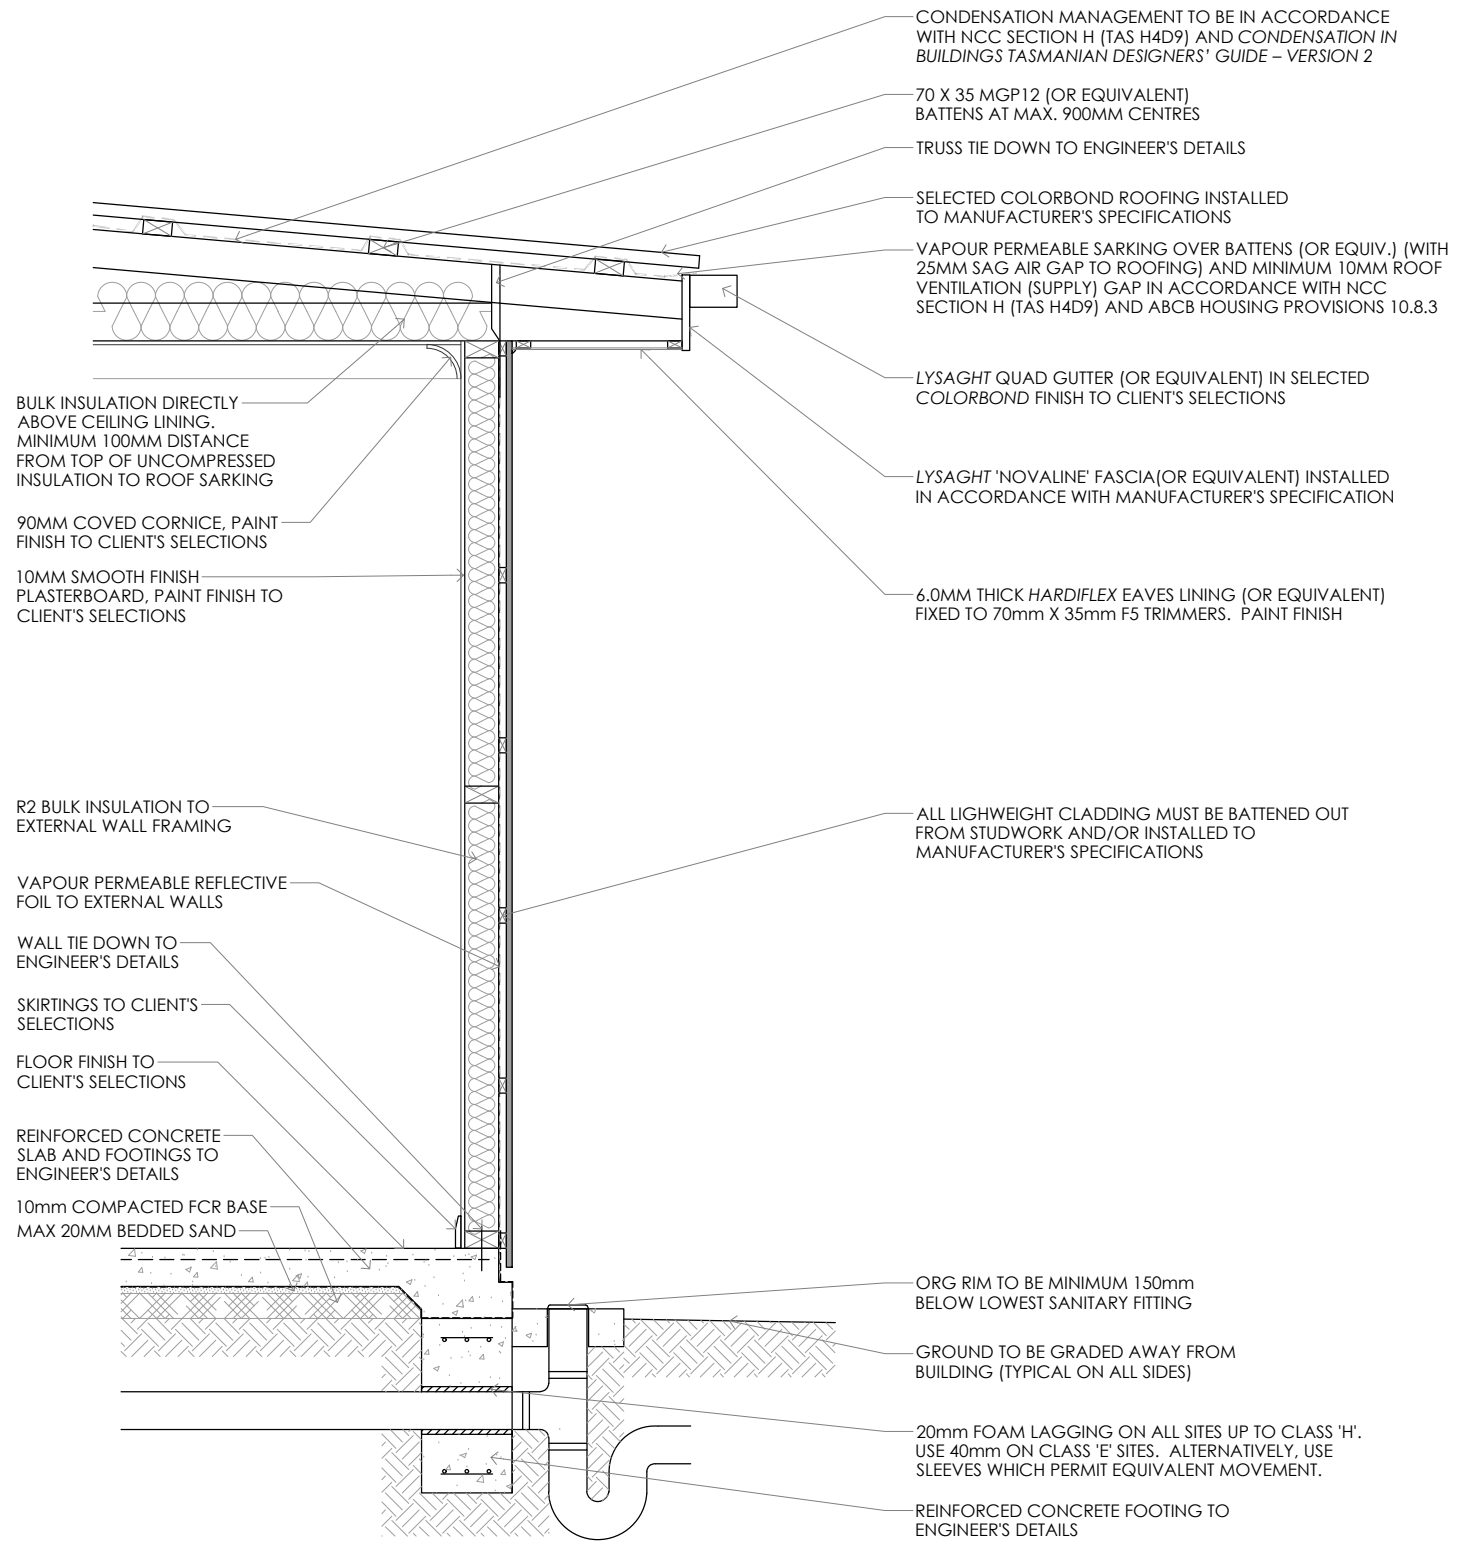 CONDENSATION MANAGEMENT TO BE IN ACCORDANCE
WITH NCC SECTION H (TAS H4D9) AND CONDENSATION IN
BUILDINGS TASMANIAN DESIGNERS' GUIDE – VERSION 2
70 X 35 MGP12 (OR EQUIVALENT)
BATTENS AT MAX. 900MM CENTRES
TRUSS TIE DOWN TO ENGINEER'S DETAILS
SELECTED COLORBOND ROOFING INSTALLED
TO MANUFACTURER'S SPECIFICATIONS
VAPOUR PERMEABLE SARKING OVER BATTENS (OR EQUIV.) (WITH
25MM SAG AIR GAP TO ROOFING) AND MINIMUM 10MM ROOF
VENTILATION (SUPPLY) GAP IN ACCORDANCE WITH NCC
SECTION H (TAS H4D9) AND ABCB HOUSING PROVISIONS 10.8.3
LYSAGHT QUAD GUTTER (OR EQUIVALENT) IN SELECTED
COLORBOND FINISH TO CLIENT'S SELECTIONS
LYSAGHT 'NOVALINE' FASCIA(OR EQUIVALENT) INSTALLED
IN ACCORDANCE WITH MANUFACTURER'S SPECIFICATION
6.0MM THICK HARDIFLEX EAVES LINING (OR EQUIVALENT)
FIXED TO 70mm X 35mm F5 TRIMMERS.  PAINT FINISH
ALL LIGHWEIGHT CLADDING MUST BE BATTENED OUT
FROM STUDWORK AND/OR INSTALLED TO
MANUFACTURER'S SPECIFICATIONS
ORG RIM TO BE MINIMUM 150mm
BELOW LOWEST SANITARY FITTING
GROUND TO BE GRADED AWAY FROM
BUILDING (TYPICAL ON ALL SIDES)
20mm FOAM LAGGING ON ALL SITES UP TO CLASS 'H'.
USE 40mm ON CLASS 'E' SITES.  ALTERNATIVELY, USE
SLEEVES WHICH PERMIT EQUIVALENT MOVEMENT.
REINFORCED CONCRETE FOOTING TO
ENGINEER'S DETAILS
BULK INSULATION DIRECTLY
ABOVE CEILING LINING.
MINIMUM 100MM DISTANCE
FROM TOP OF UNCOMPRESSED
INSULATION TO ROOF SARKING
90MM COVED CORNICE, PAINT
FINISH TO CLIENT'S SELECTIONS
10MM SMOOTH FINISH
PLASTERBOARD, PAINT FINISH TO
CLIENT'S SELECTIONS
R2 BULK INSULATION TO
EXTERNAL WALL FRAMING
VAPOUR PERMEABLE REFLECTIVE
FOIL TO EXTERNAL WALLS
WALL TIE DOWN TO
ENGINEER'S DETAILS
SKIRTINGS TO CLIENT'S
SELECTIONS
FLOOR FINISH TO
CLIENT'S SELECTIONS
REINFORCED CONCRETE
SLAB AND FOOTINGS TO
ENGINEER'S DETAILS
10mm COMPACTED FCR BASE
MAX 20MM BEDDED SAND